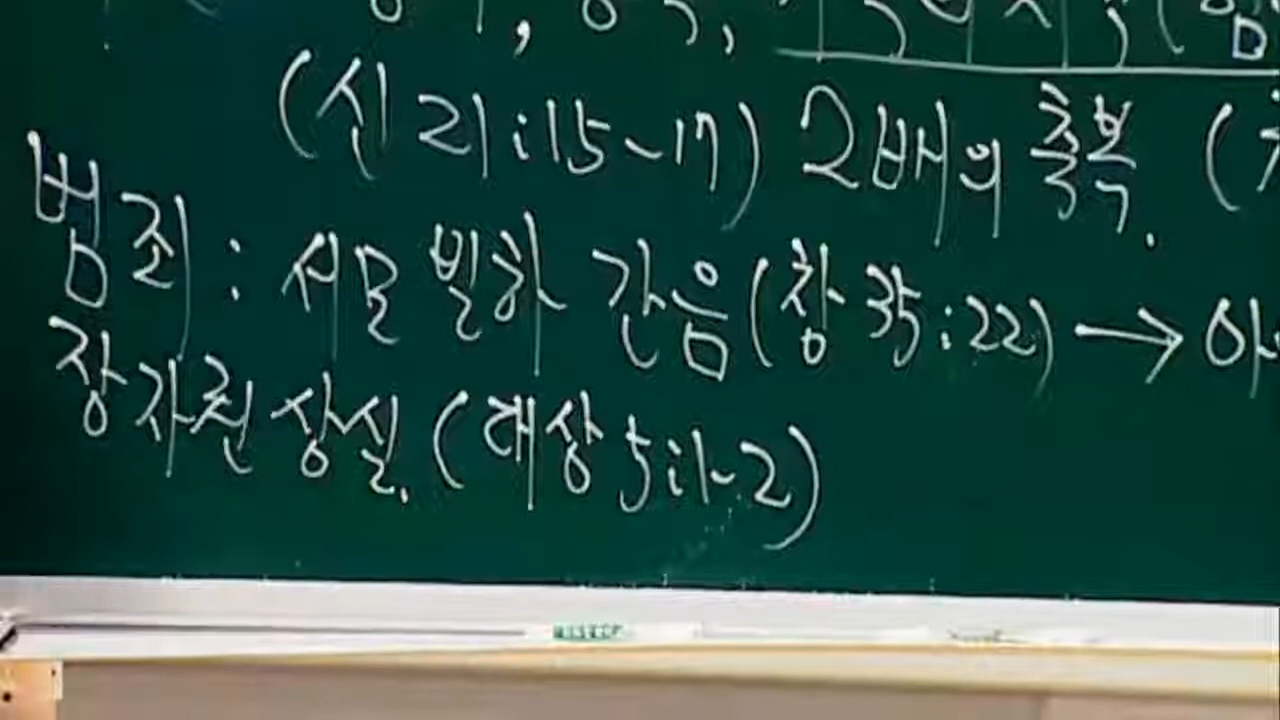 (신 21:15~17) 2배의 축복. (
범죄: 서모 빌하 간음(창 35:22) → 아
장자권 상실. (대상 5:1-2)